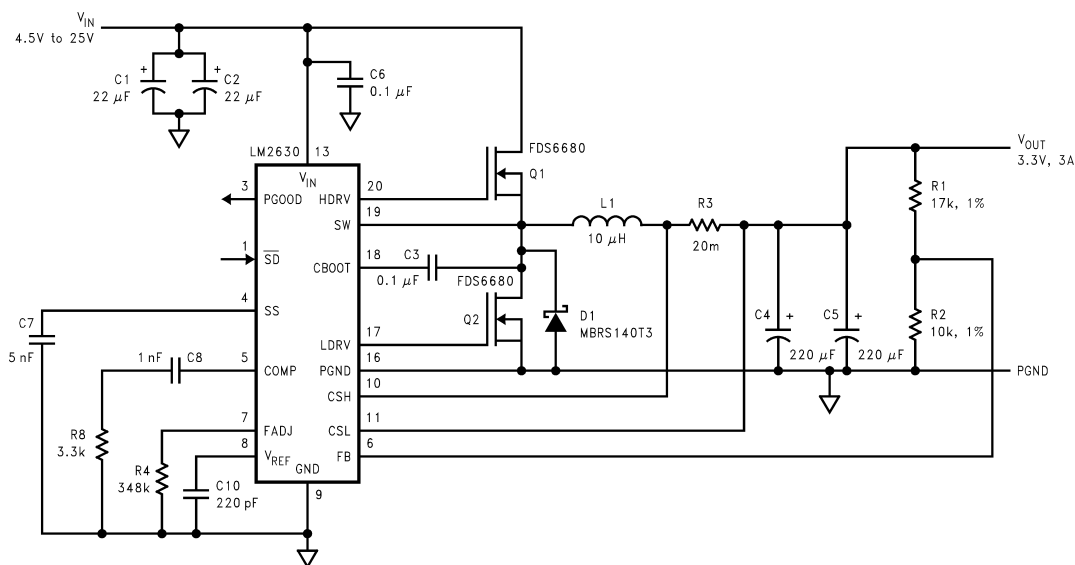 VIN
4.5V to 25V
C1
22 μF
+
C2
22 μF
+
C6
0.1 μF
LM2630
13
VIN
3
PGOOD
1
SD
4
SS
5
COMP
7
FADJ
8
VREF
GND
9
HDRV
20
SW
19
CBOOT
18
LDRV
17
PGND
16
CSH
10
CSL
11
FB
6
FDS6680
Q1
C3
0.1 μF
FDS6680
Q2
D1
MBRS140T3
L1
10 μH
R3
20m
C4
+
220 μF
C5
+
220 μF
VOUT
3.3V, 3A
R1
17k, 1%
R2
10k, 1%
PGND
C7
5 nF
1 nF
C8
R8
3.3k
R4
348k
C10
220 pF